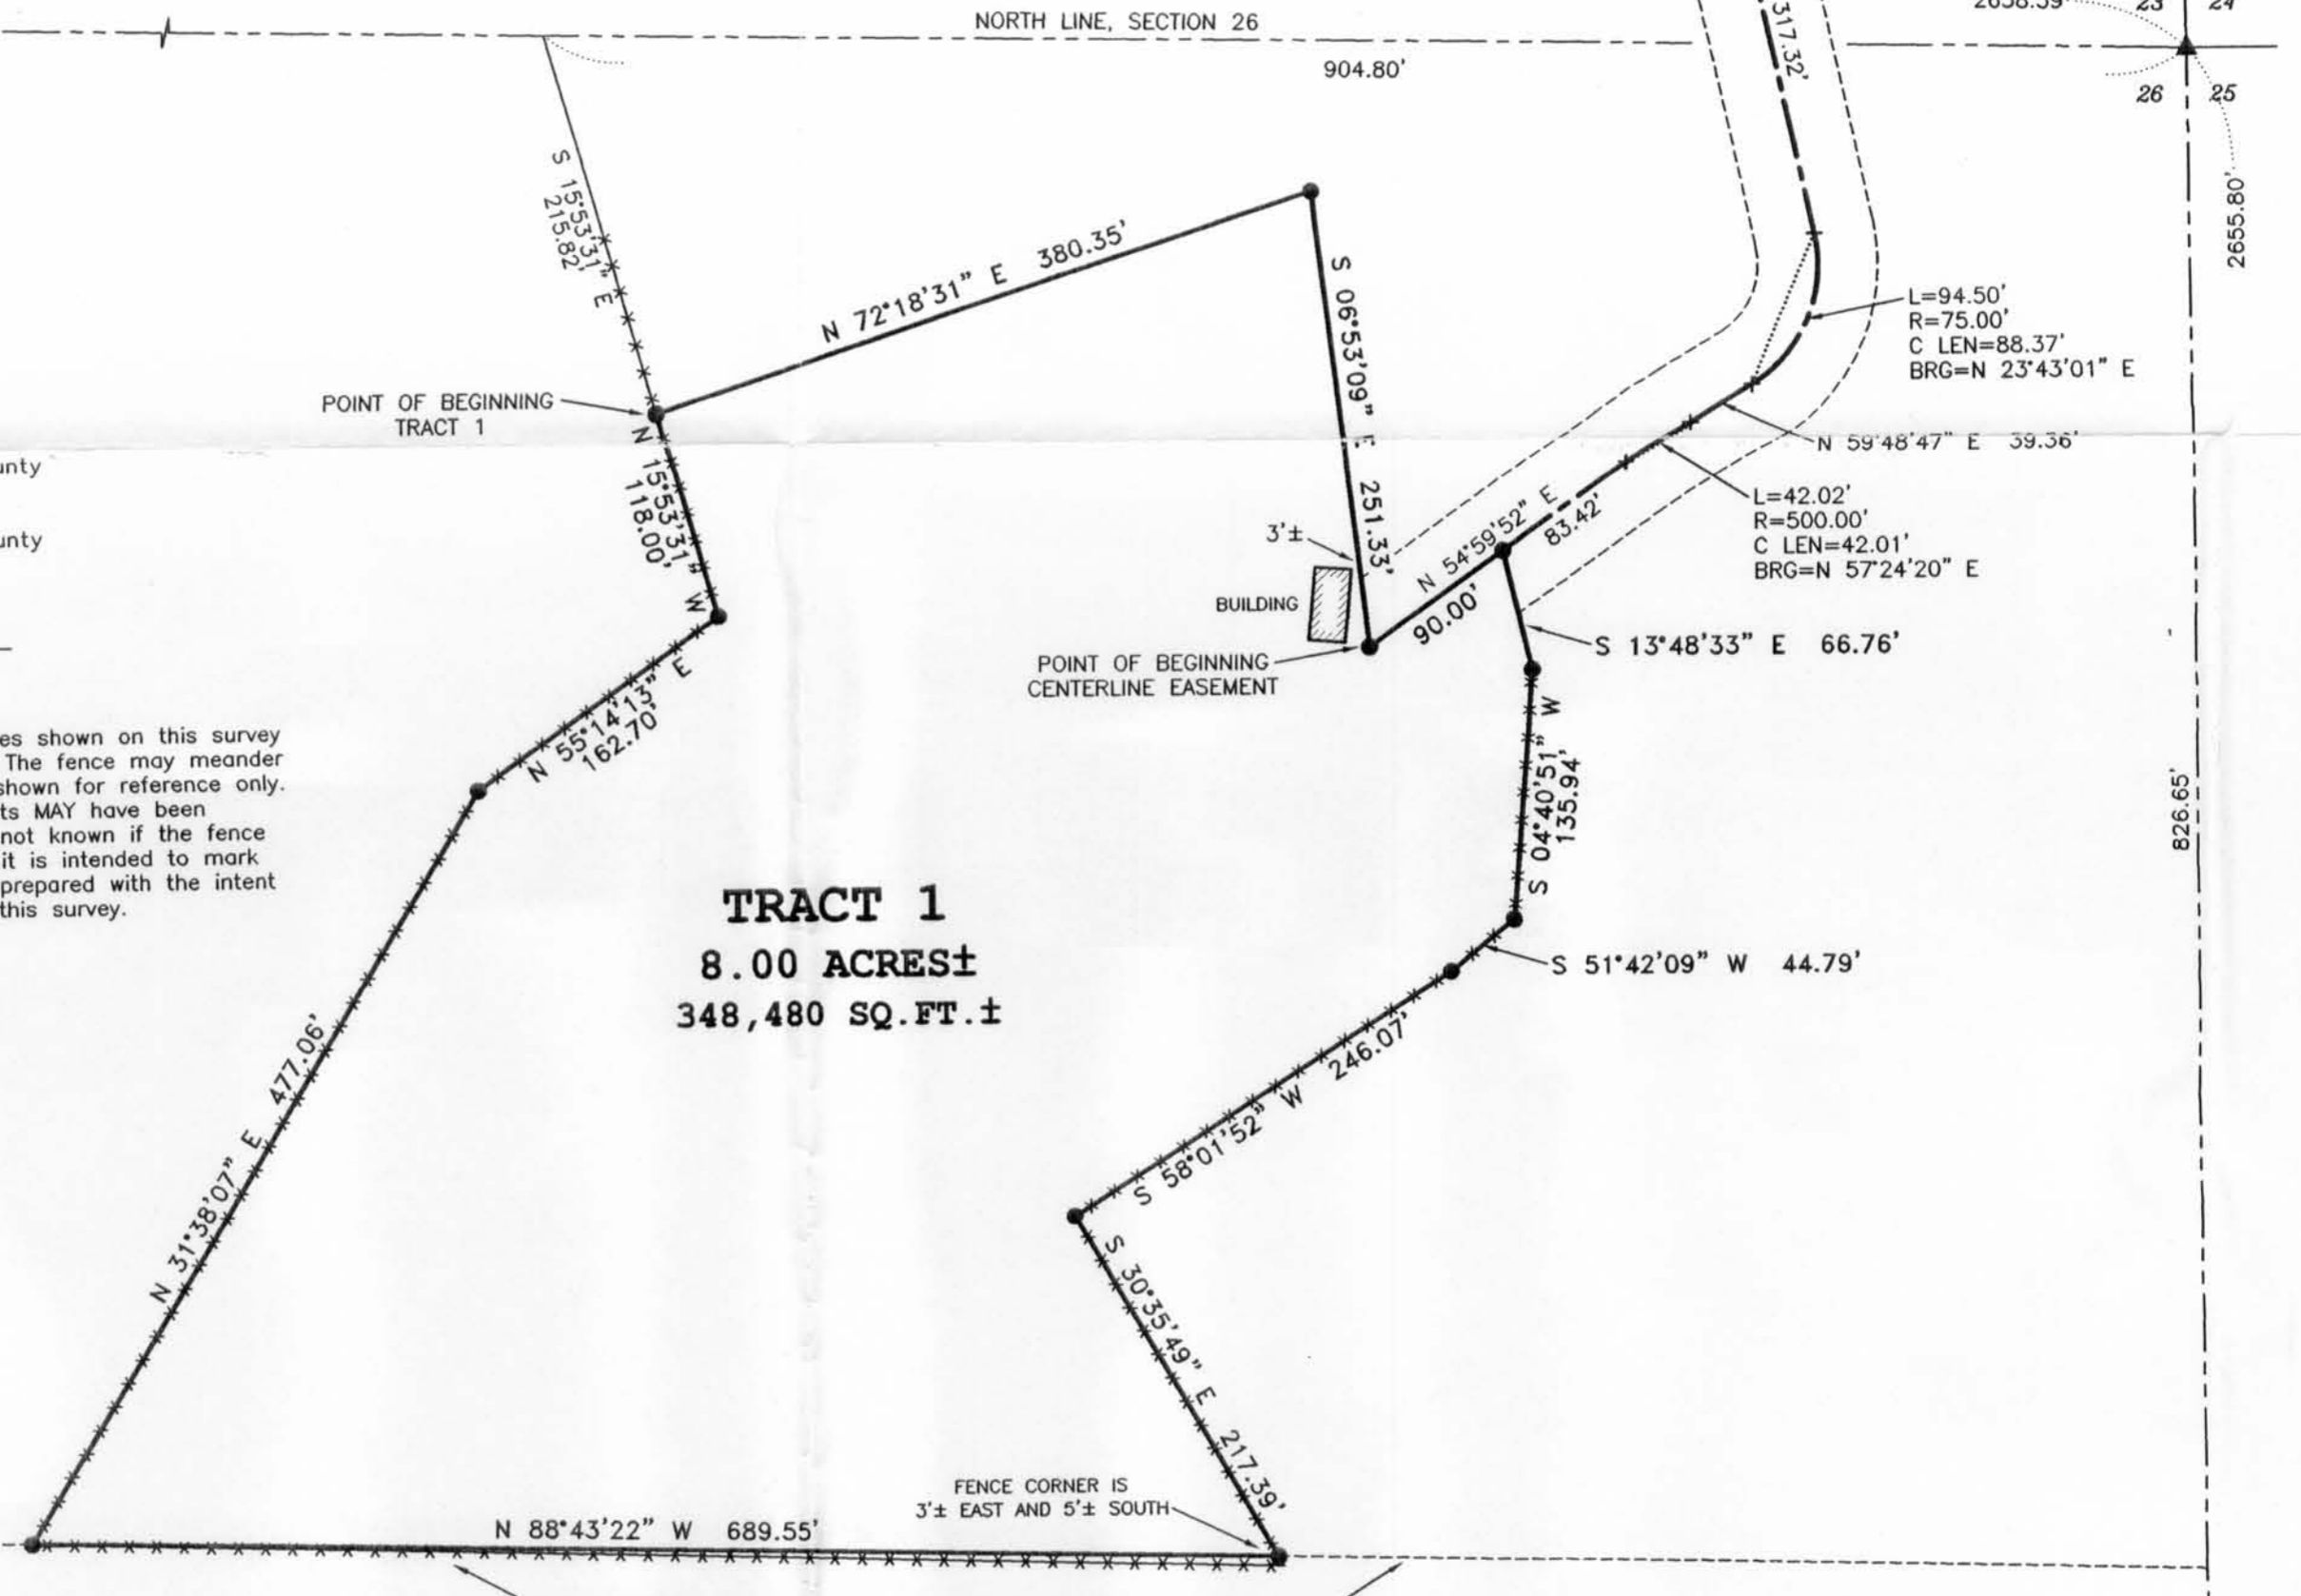 NORTH LINE, SECTION 26
904.80'
317.32'
23 24
26 25
2655.80'
S 15°53'31" E
215.82'
N 72°18'31" E 380.35'
S 06°53'09" E 251.33'
L=94.50'
R=75.00'
C LEN=88.37'
BRG=N 23°43'01" E
POINT OF BEGINNING
TRACT 1
N 59°48'47" E 39.36'
unty
N 15°53'31" W
118.00'
L=42.02'
R=500.00'
C LEN=42.01'
BRG=N 57°24'20" E
unty
3'±
N 54°59'52" E
83.42'
90.00'
BUILDING
S 13°48'33" E 66.76'
POINT OF BEGINNING
CENTERLINE EASEMENT
N 55°14'13" E
162.70'
S 04°40'51" W
135.94'
826.65'
es shown on this survey
The fence may meander
shown for reference only.
ts MAY have been
not known if the fence
it is intended to mark
prepared with the intent
this survey.
TRACT 1
8.00 ACRES±
348,480 SQ.FT.±
S 51°42'09" W 44.79'
N 31°38'07" E 477.06'
S 58°01'52" W 246.07'
S 30°35'49" E 217.39'
FENCE CORNER IS
3'± EAST AND 5'± SOUTH
N 88°43'22" W 689.55'